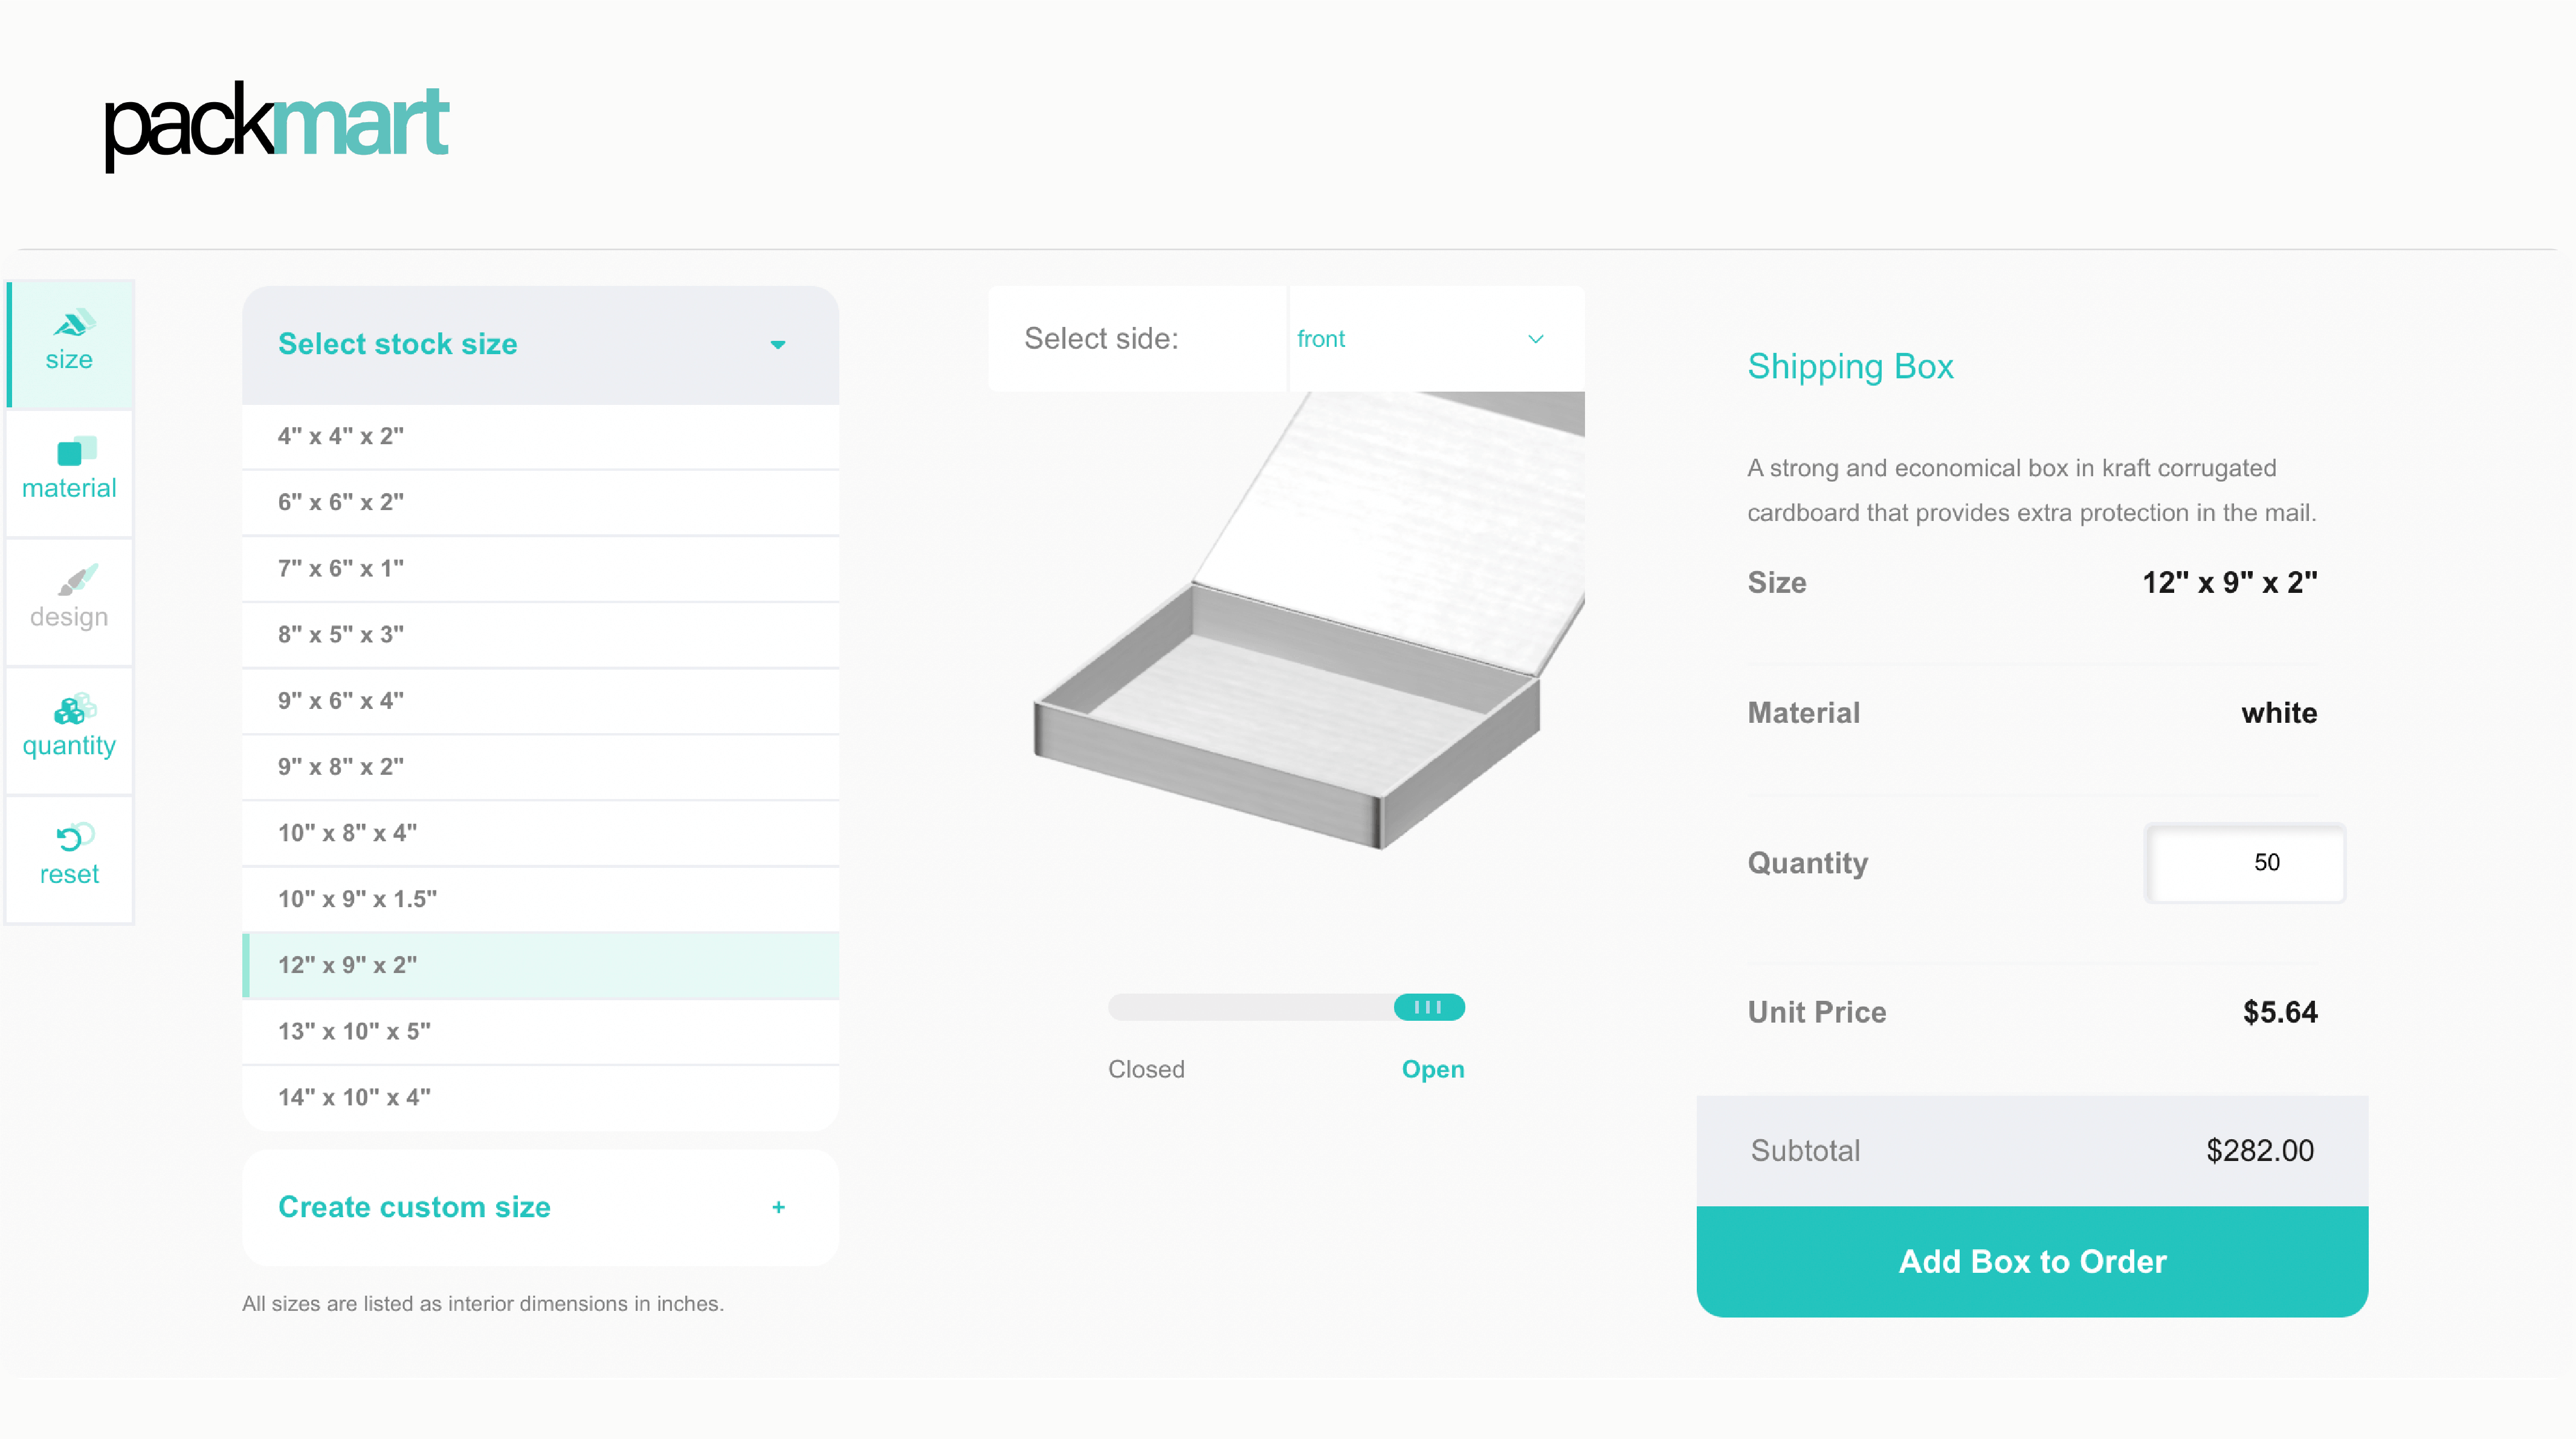 packmart
size
material
design
quantity
reset
Select stock size
4" x 4" x 2"
6" x 6" x 2"
7" x 6" x 1"
8" x 5" x 3"
9" x 6" x 4"
9" x 8" x 2"
10" x 8" x 4"
10" x 9" x 1.5"
12" x 9" x 2"
13" x 10" x 5"
14" x 10" x 4"
Create custom size +
All sizes are listed as interior dimensions in inches.
Select side: front
Closed Open
Shipping Box
A strong and economical box in kraft corrugated
cardboard that provides extra protection in the mail.
Size 12" x 9" x 2"
Material white
Quantity 50
Unit Price $5.64
Subtotal $282.00
Add Box to Order